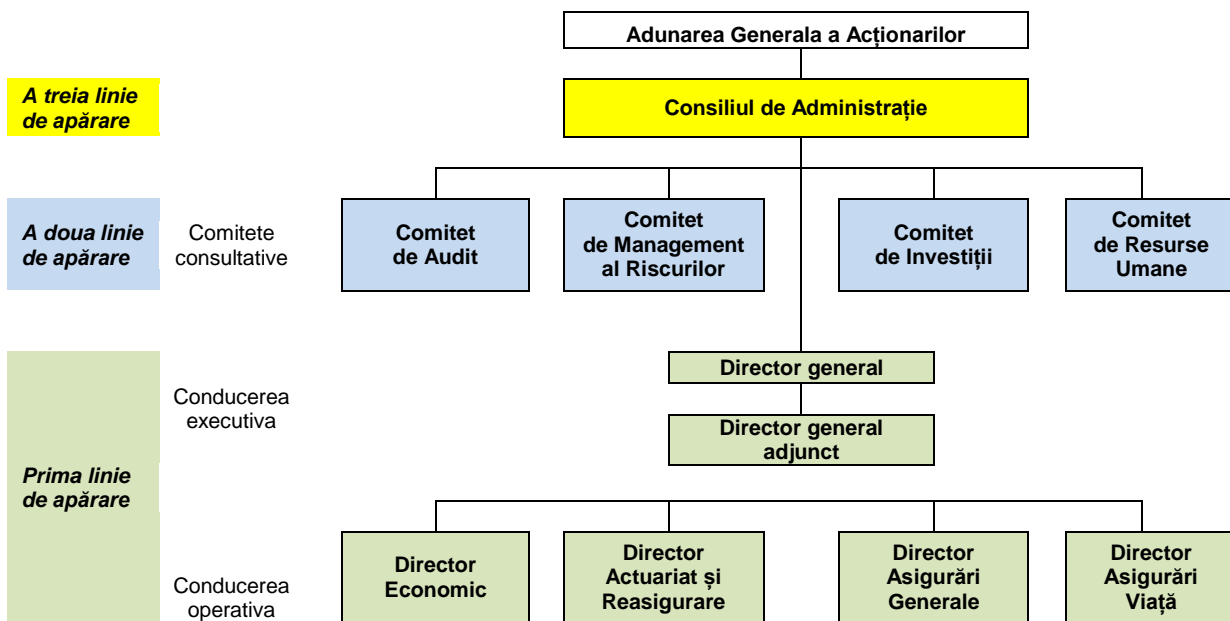 Adunarea Generala a Acționarilor
A treia linie
de apărare
Consiliul de Administrație
A doua linie
de apărare
Comitete
consultative
Comitet
de Audit
Comitet
de Management
al Riscurilor
Comitet
de Investiții
Comitet
de Resurse
Umane
Prima linie
de apărare
Conducerea
executiva
Director general
Director general
adjunct
Conducerea
operativa
Director
Economic
Director
Actuariat și
Reasigurare
Director
Asigurări
Generale
Director
Asigurări
Viață